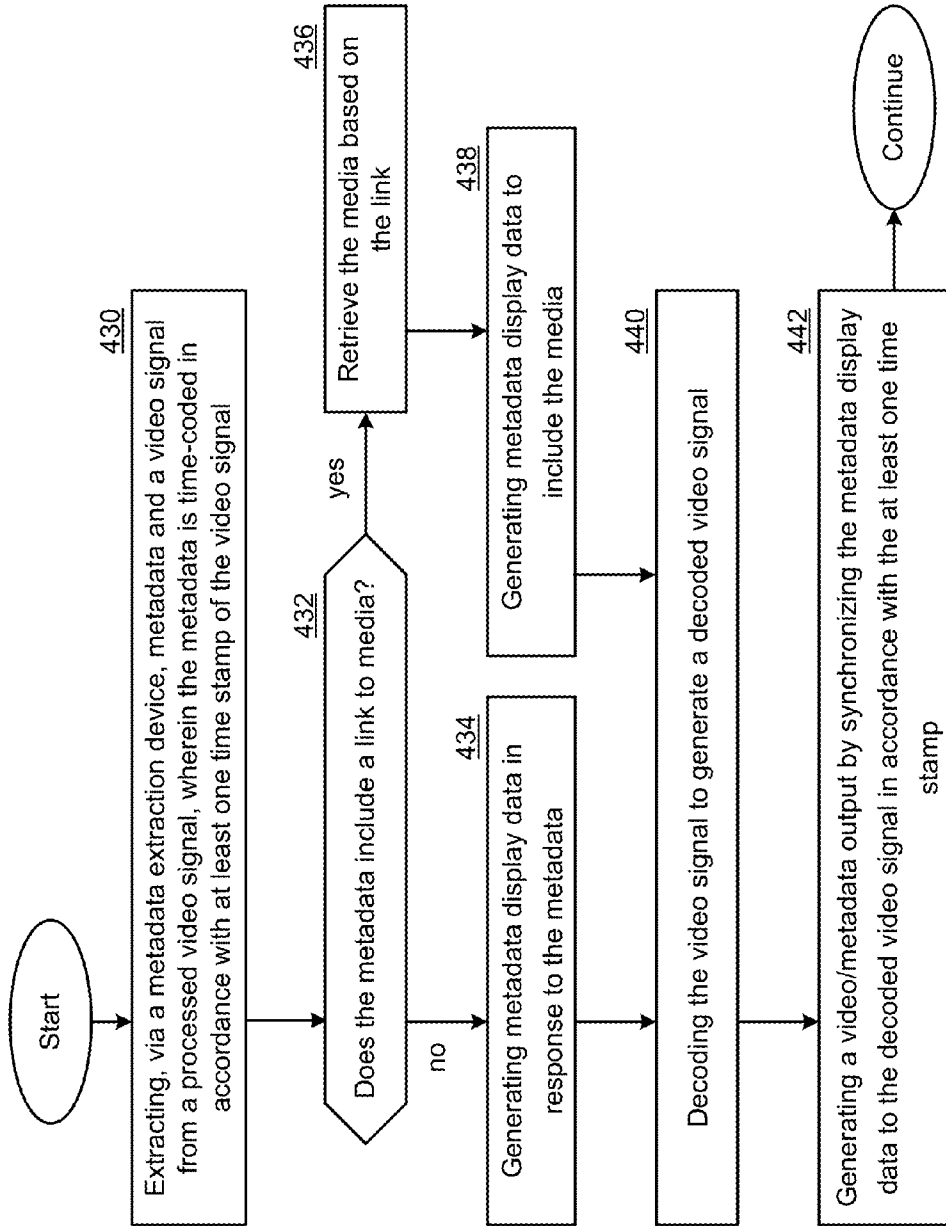 Start
430
Extracting, via a metadata extraction device, metadata and a video signal
from a processed video signal, wherein the metadata is time-coded in
accordance with at least one time stamp of the video signal
432
Does the metadata include a link to media?
yes
no
436
Retrieve the media based on
the link
434
Generating metadata display data in
response to the metadata
438
Generating metadata display data to
include the media
440
Decoding the video signal to generate a decoded video signal
442
Generating a video/metadata output by synchronizing the metadata display
data to the decoded video signal in accordance with the at least one time
stamp
Continue